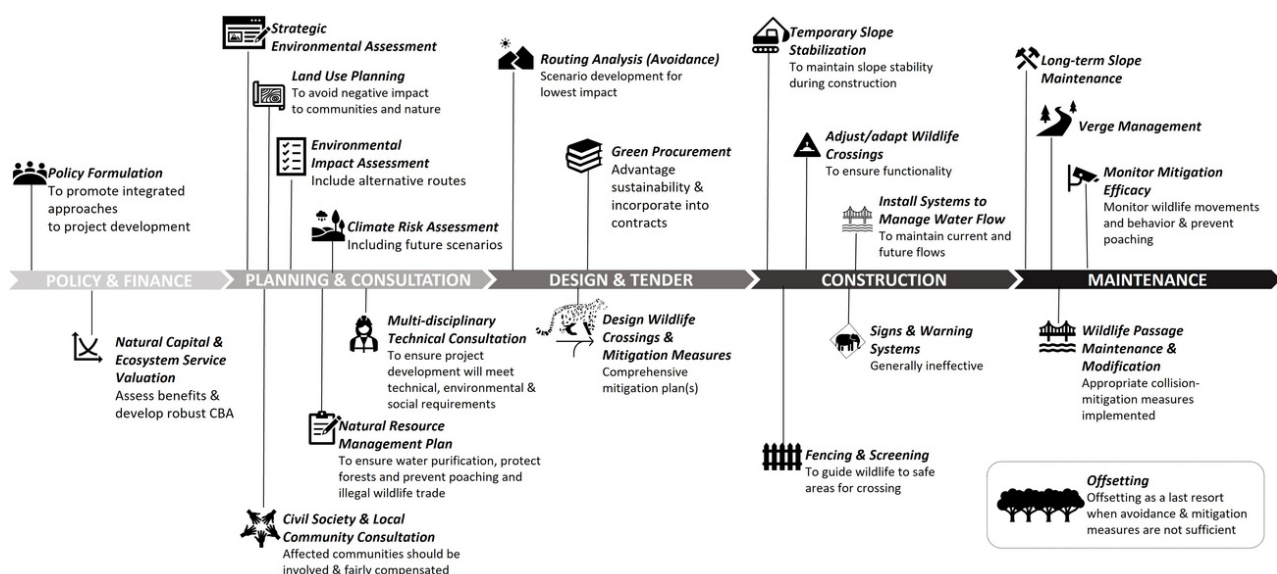 Strategic
Environmental Assessment
Land Use Planning
To avoid negative impact
to communities and nature
Environmental
Impact Assessment
Include alternative routes
Climate Risk Assessment
Including future scenarios
Policy Formulation
To promote integrated
approaches
to project development
Routing Analysis (Avoidance)
Scenario development for
lowest impact
Green Procurement
Advantage
sustainability &
incorporate into
contracts
Temporary Slope
Stabilization
To maintain slope stability
during construction
Adjust/adapt Wildlife
Crossings
To ensure functionality
Install Systems to
Manage Water Flow
To maintain current and
future flows
Long-term Slope
Maintenance
Verge Management
Monitor Mitigation
Efficacy
Monitor wildlife movements
and behavior & prevent
poaching
POLICY & FINANCE
PLANNING & CONSULTATION
DESIGN & TENDER
CONSTRUCTION
MAINTENANCE
Natural Capital &
Ecosystem Service
Valuation
Assess benefits &
develop robust CBA
Multi-disciplinary
Technical Consultation
To ensure project
development will meet
technical, environmental &
social requirements
Natural Resource
Management Plan
To ensure water purification, protect
forests and prevent poaching and
illegal wildlife trade
Civil Society & Local
Community Consultation
Affected communities should be
involved & fairly compensated
Design Wildlife
Crossings &
Mitigation Measures
Comprehensive
mitigation plan(s)
Signs & Warning
Systems
Generally ineffective
Fencing & Screening
To guide wildlife to safe
areas for crossing
Wildlife Passage
Maintenance &
Modification
Appropriate collision-
mitigation measures
implemented
Offsetting
Offsetting as a last resort
when avoidance & mitigation
measures are not sufficient